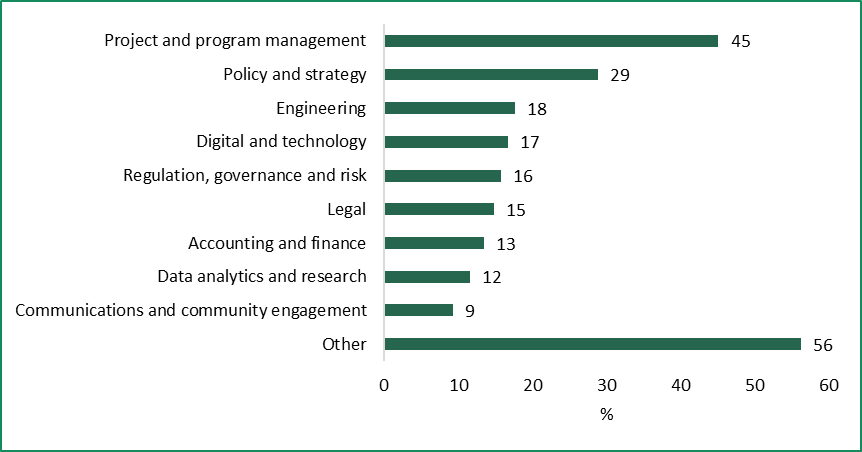 Project and program management 45
Policy and strategy 29
Engineering 18
Digital and technology 17
Regulation, governance and risk 16
Legal 15
Accounting and finance 13
Data analytics and research 12
Communications and community engagement 9
Other 56
0 10 20 30 40 50 60
%